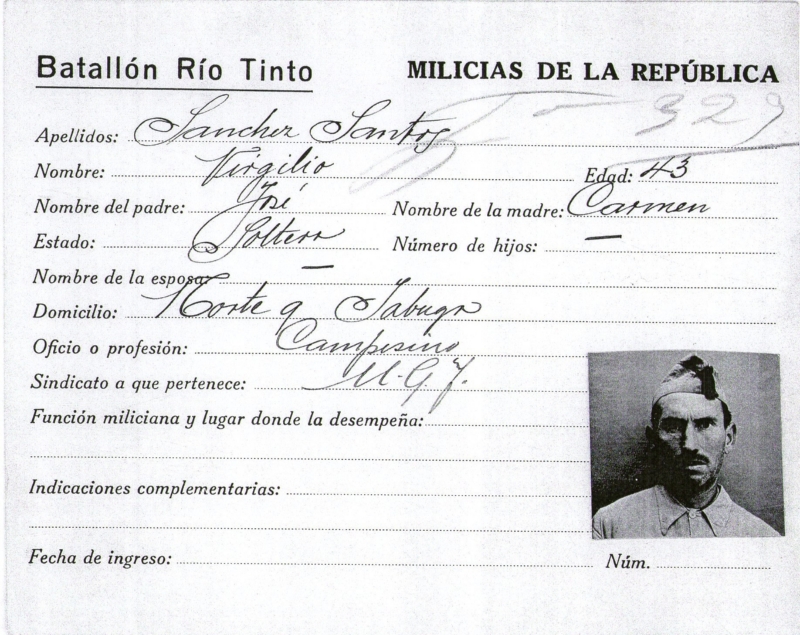 Batallón Río Tinto MILICIAS DE LA REPÚBLICA
329
Apellidos: Sanchez Santos
Nombre: Virgilio Edad: 43
Nombre del padre: José Nombre de la madre: Carmen
Estado: Soltero Número de hijos: —
Nombre de la esposa: —
Domicilio: Norte 9 Jabugo
Oficio o profesión: Campesino
Sindicato a que pertenece: U.G.T.
Función miliciana y lugar donde la desempeña:
Indicaciones complementarias:
Fecha de ingreso: Núm.